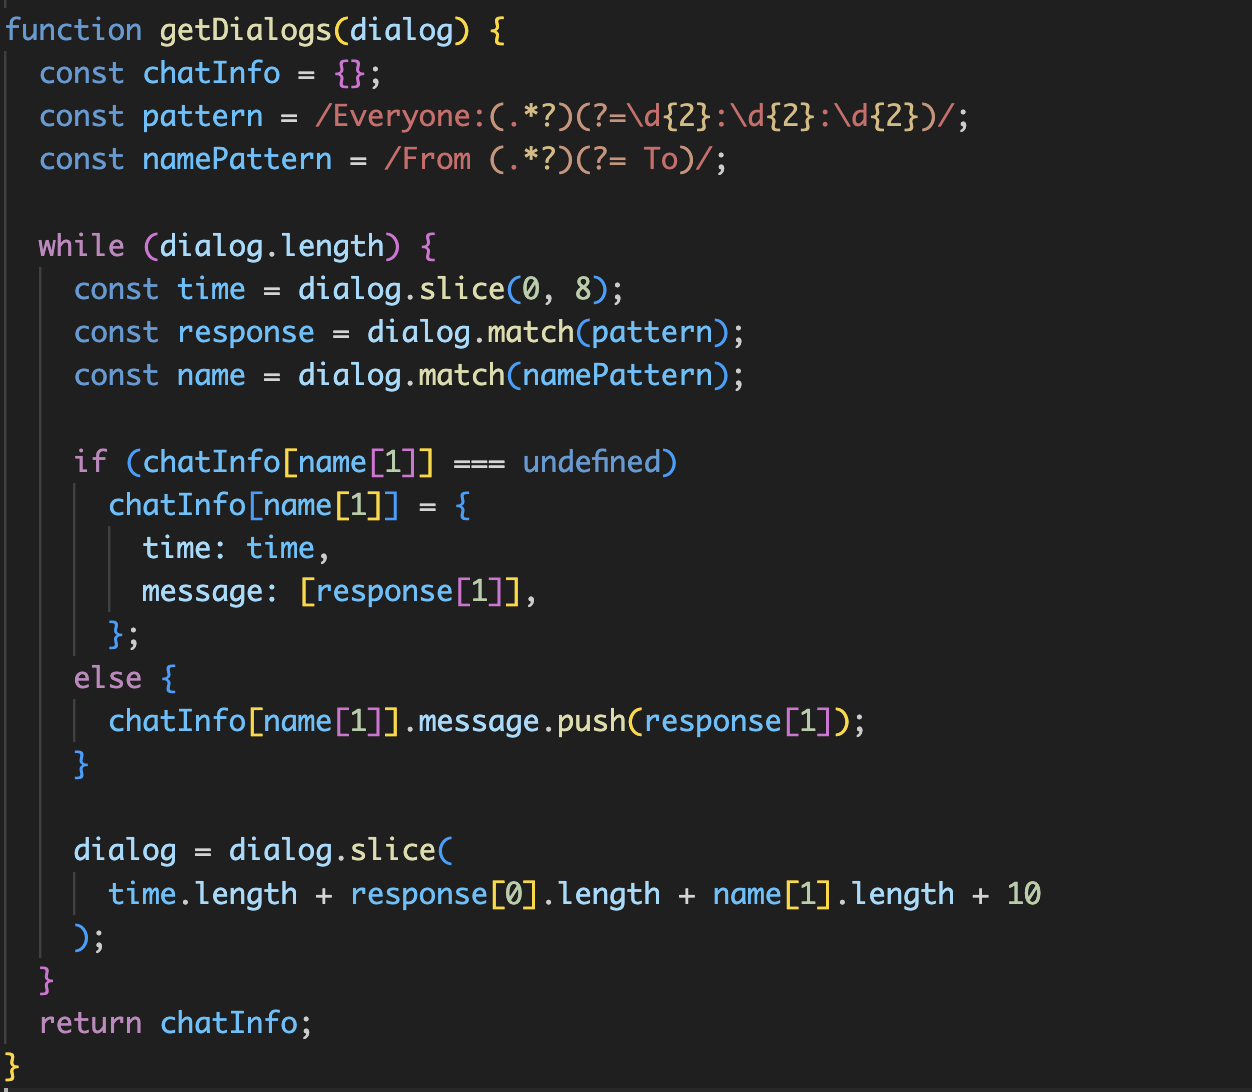 function getDialogs(dialog) {
  const chatInfo = {};
  const pattern = /Everyone:(.*?)(?=\d{2}:\d{2}:\d{2})/;
  const namePattern = /From (.*?)(?= To)/;

  while (dialog.length) {
    const time = dialog.slice(0, 8);
    const response = dialog.match(pattern);
    const name = dialog.match(namePattern);

    if (chatInfo[name[1]] === undefined)
      chatInfo[name[1]] = {
        time: time,
        message: [response[1]],
      };
    else {
      chatInfo[name[1]].message.push(response[1]);
    }

    dialog = dialog.slice(
      time.length + response[0].length + name[1].length + 10
    );
  }
  return chatInfo;
}